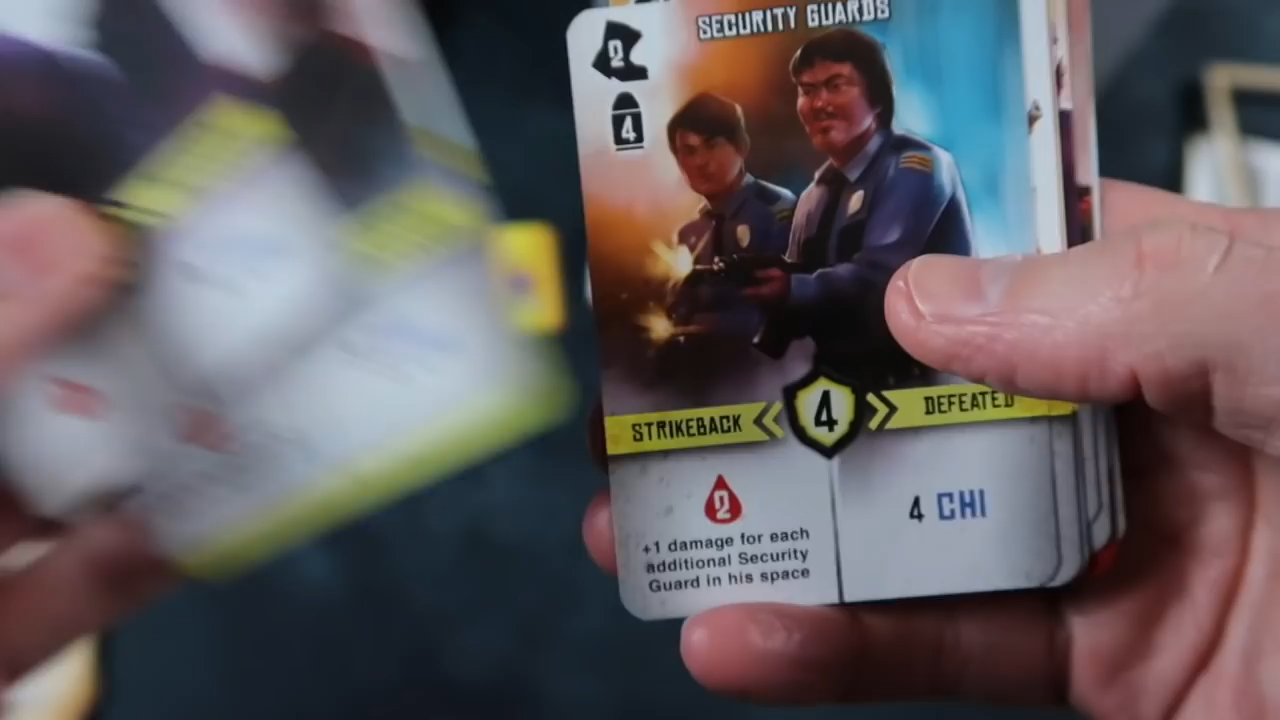 SECURITY GUARDS
2
4
STRIKEBACK
4
DEFEATED
2
+1 damage for each
additional Security
Guard in his space
4 CHI